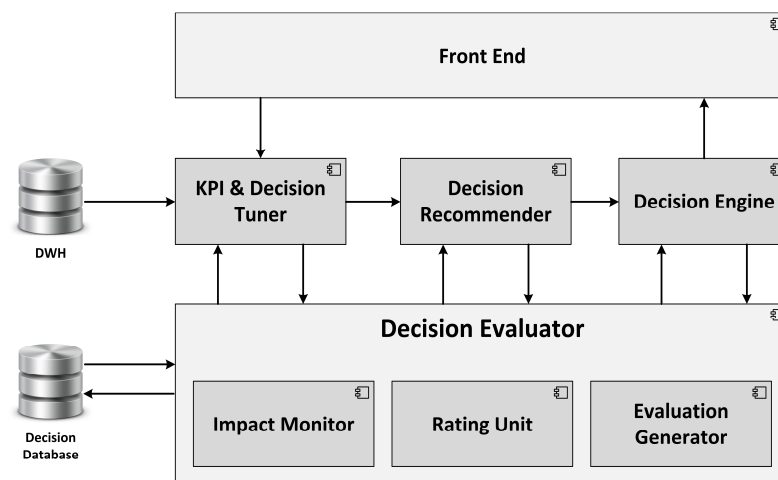 Front End
KPI & Decision
Tuner
Decision
Recommender
Decision Engine
DWH
Decision Evaluator
Impact Monitor
Rating Unit
Evaluation
Generator
Decision
Database